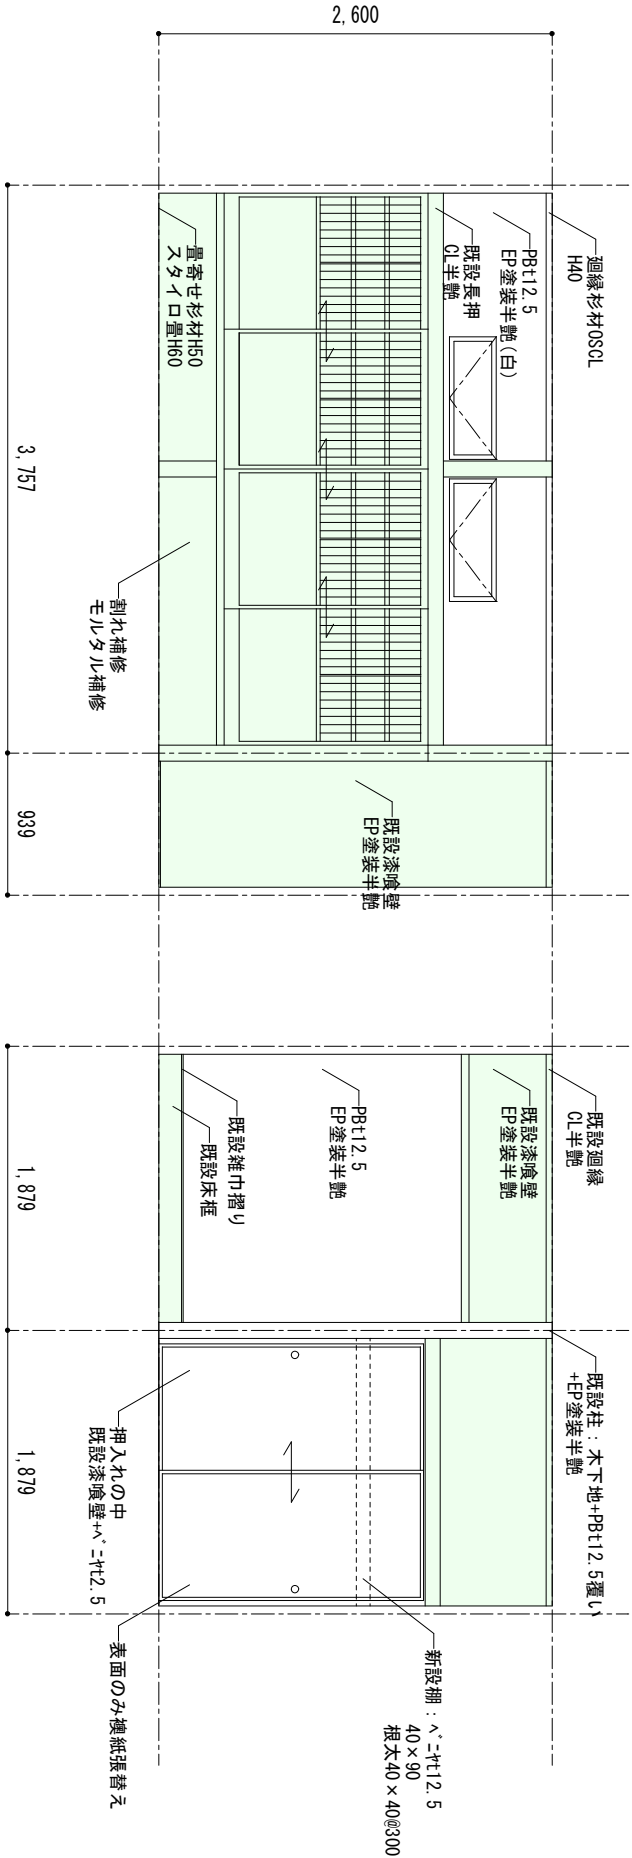 2,600
廻縁杉材OSCL
H40
PBt12.5
EP塗装半艶(白)
既設長押
CL半艶
畳寄せ杉材H50
スタイロ畳H60
3,757
割れ補修
モルタル補修
939
既設漆喰壁
EP塗装半艶
既設廻縁
CL半艶
既設漆喰壁
EP塗装半艶
PBt12.5
EP塗装半艶
既設雑巾摺り
既設床框
1,879
既設柱：木下地+PBt12.5覆い
+EP塗装半艶
押入れの中
既設漆喰壁+ﾍﾞﾆﾔt2.5
1,879
新設棚：ﾍﾞﾆﾔt12.5
40×90
根太40×40@300
表面のみ襖紙張替え